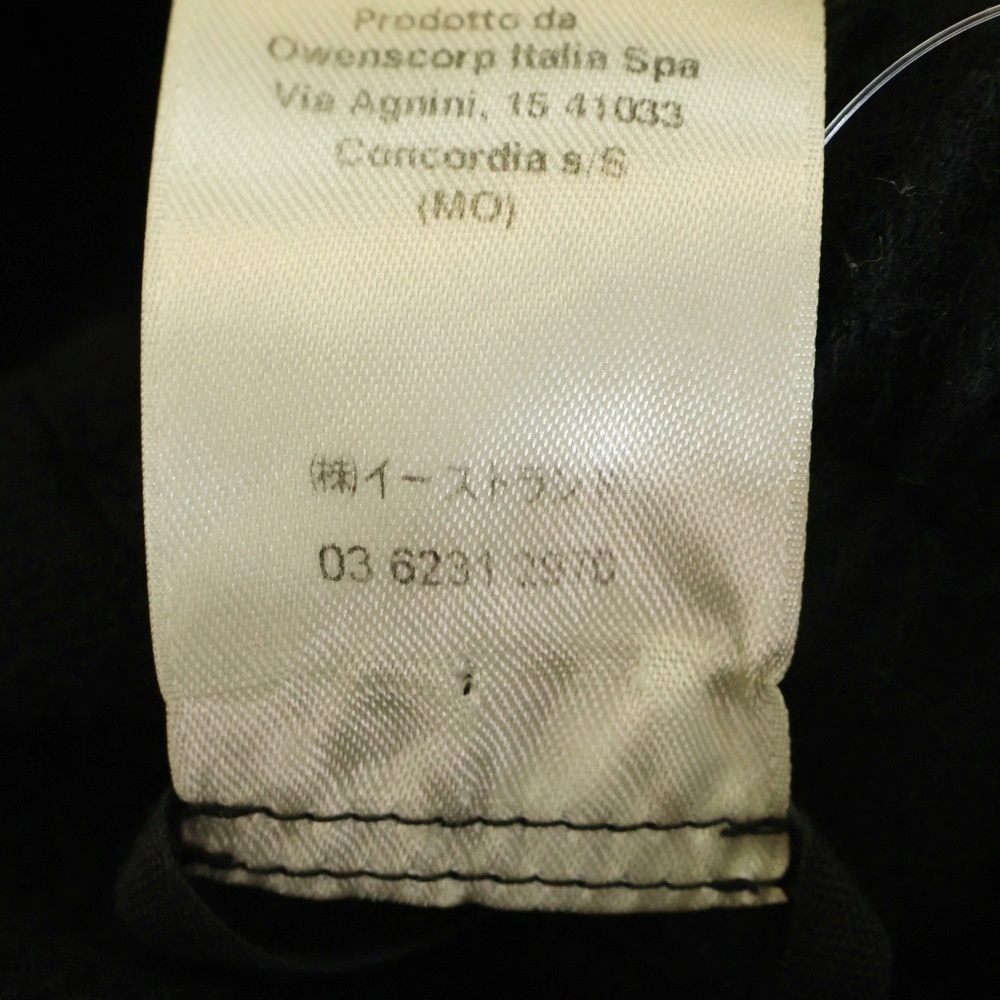 Prodotto da
Owenscorp Italia Spa
Via Agnini, 15 41033
Concordia s/S
(MO)
㈱イーストランド
03 6231